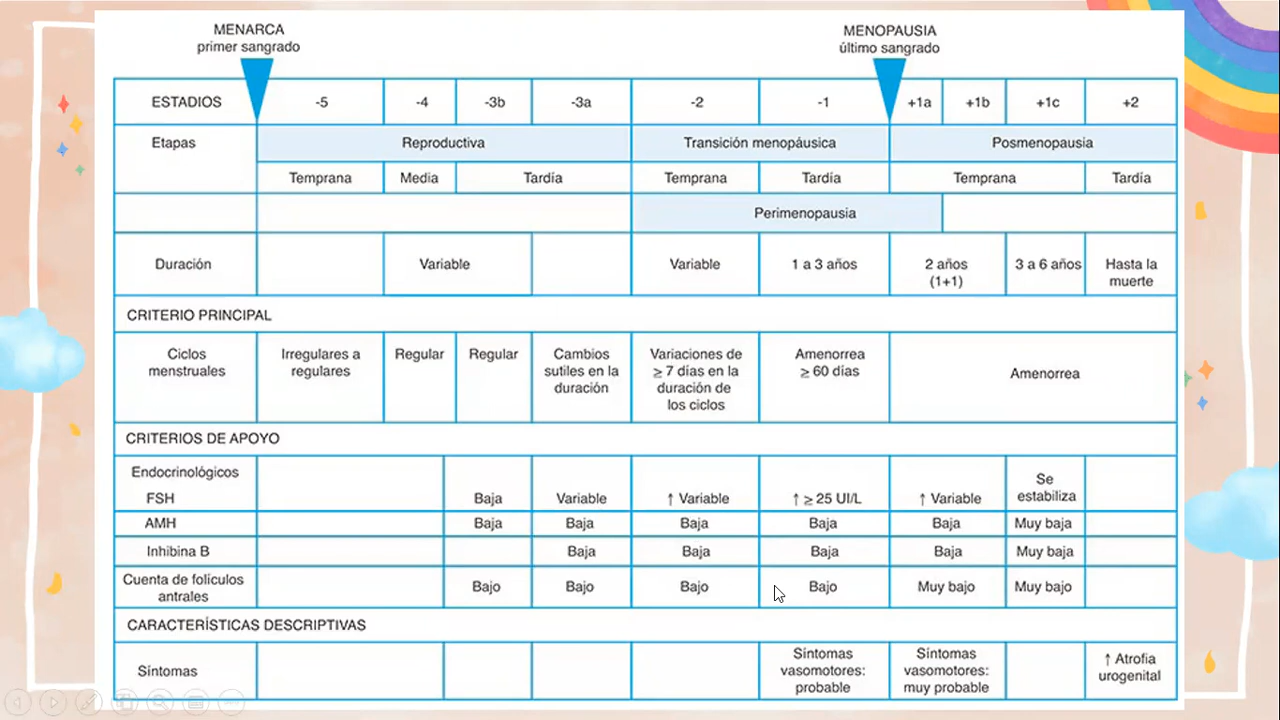 MENARCA
primer sangrado
MENOPAUSIA
último sangrado
ESTADIOS -5 -4 -3b -3a -2 -1 +1a +1b +1c +2
Etapas Reproductiva Transición menopáusica Posmenopausia
Temprana Media Tardía Temprana Tardía Temprana Tardía
Perimenopausia
Duración Variable Variable 1 a 3 años 2 años (1+1) 3 a 6 años Hasta la muerte
CRITERIO PRINCIPAL
Ciclos menstruales Irregulares a regulares Regular Regular Cambios sutiles en la duración Variaciones de ≥ 7 días en la duración de los ciclos Amenorrea ≥ 60 días Amenorrea
CRITERIOS DE APOYO
Endocrinológicos
FSH Baja Variable ↑ Variable ↑ ≥ 25 UI/L ↑ Variable Se estabiliza
AMH Baja Baja Baja Baja Baja Muy baja
Inhibina B Baja Baja Baja Baja Muy baja
Cuenta de folículos antrales Bajo Bajo Bajo Bajo Muy bajo Muy bajo
CARACTERÍSTICAS DESCRIPTIVAS
Síntomas Síntomas vasomotores: probable Síntomas vasomotores: muy probable ↑ Atrofia urogenital